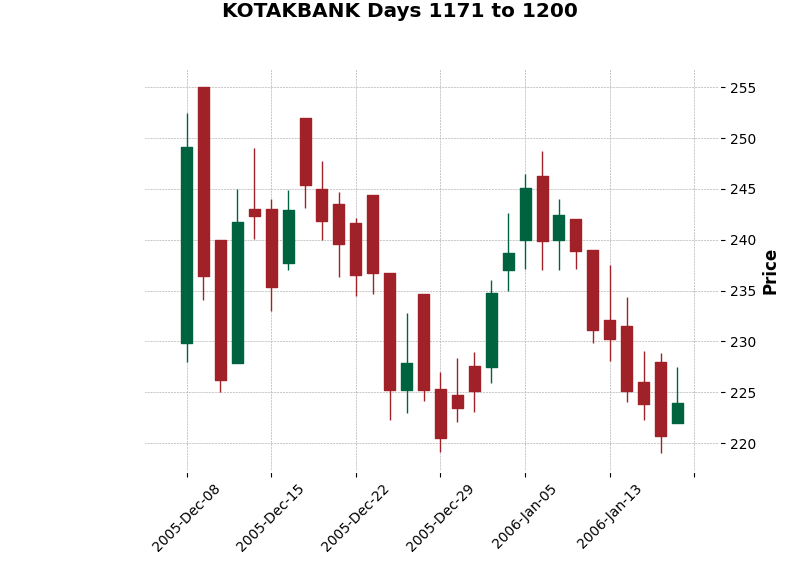 KOTAKBANK Days 1171 to 1200
255
250
245
240
235
230
225
220
Price
2005-Dec-08
2005-Dec-15
2005-Dec-22
2005-Dec-29
2006-Jan-05
2006-Jan-13